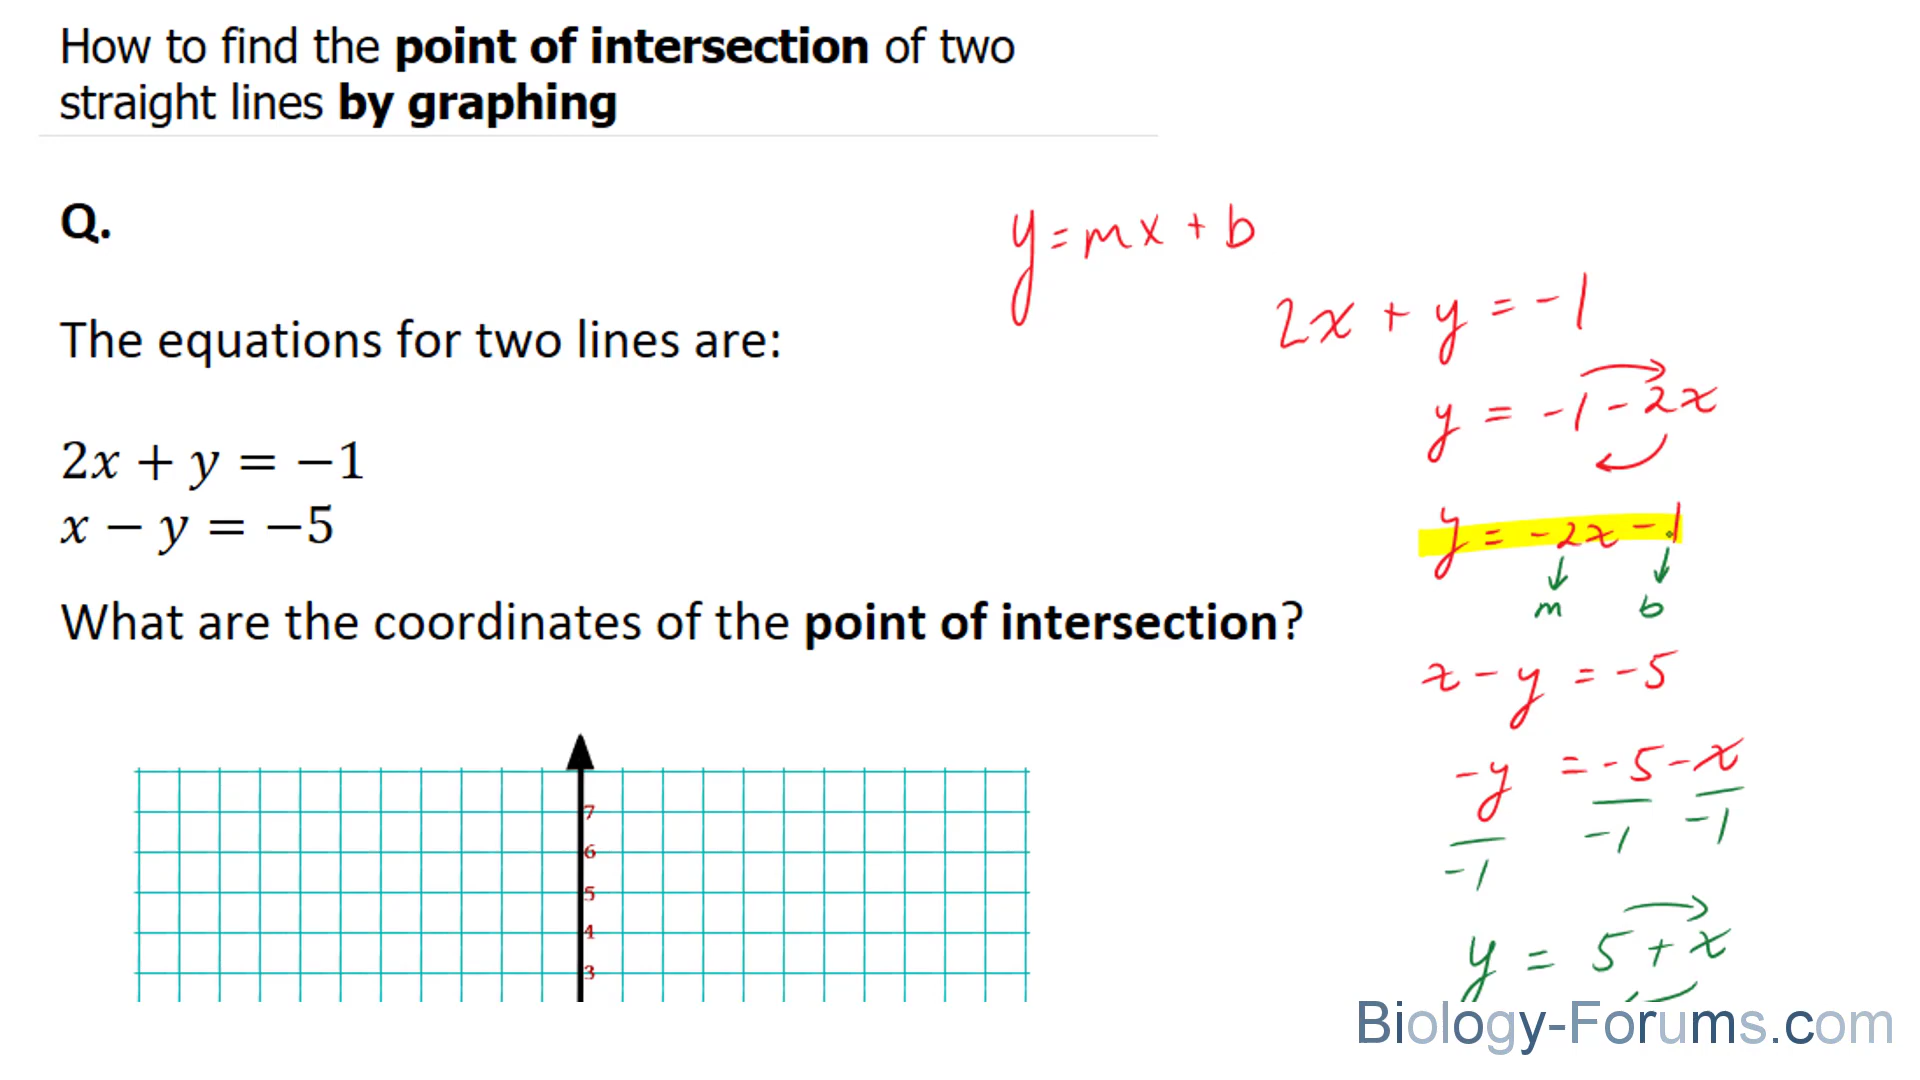 How to find the point of intersection of two
straight lines by graphing
Q.
The equations for two lines are:
2x + y = −1
x − y = −5
What are the coordinates of the point of intersection?
7
6
5
4
3
y = mx + b
2x + y = -1
y = -1 - 2x
y = -2x - 1
m b
x - y = -5
-y = -5 - x
-1 -1 -1
y = 5 + x
Biology-Forums.com